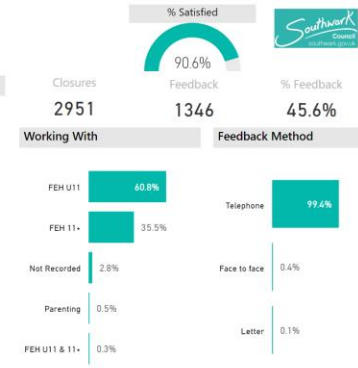 % Satisfied
Southwark
Council
southwark.gov.uk
90.6%
Closures Feedback % Feedback
2951 1346 45.6%
Working With
FEH U11 60.8%
FEH 11+ 35.5%
Not Recorded 2.8%
Parenting 0.5%
FEH U11 & 11+ 0.3%
Feedback Method
Telephone 99.4%
Face to face 0.4%
Letter 0.1%